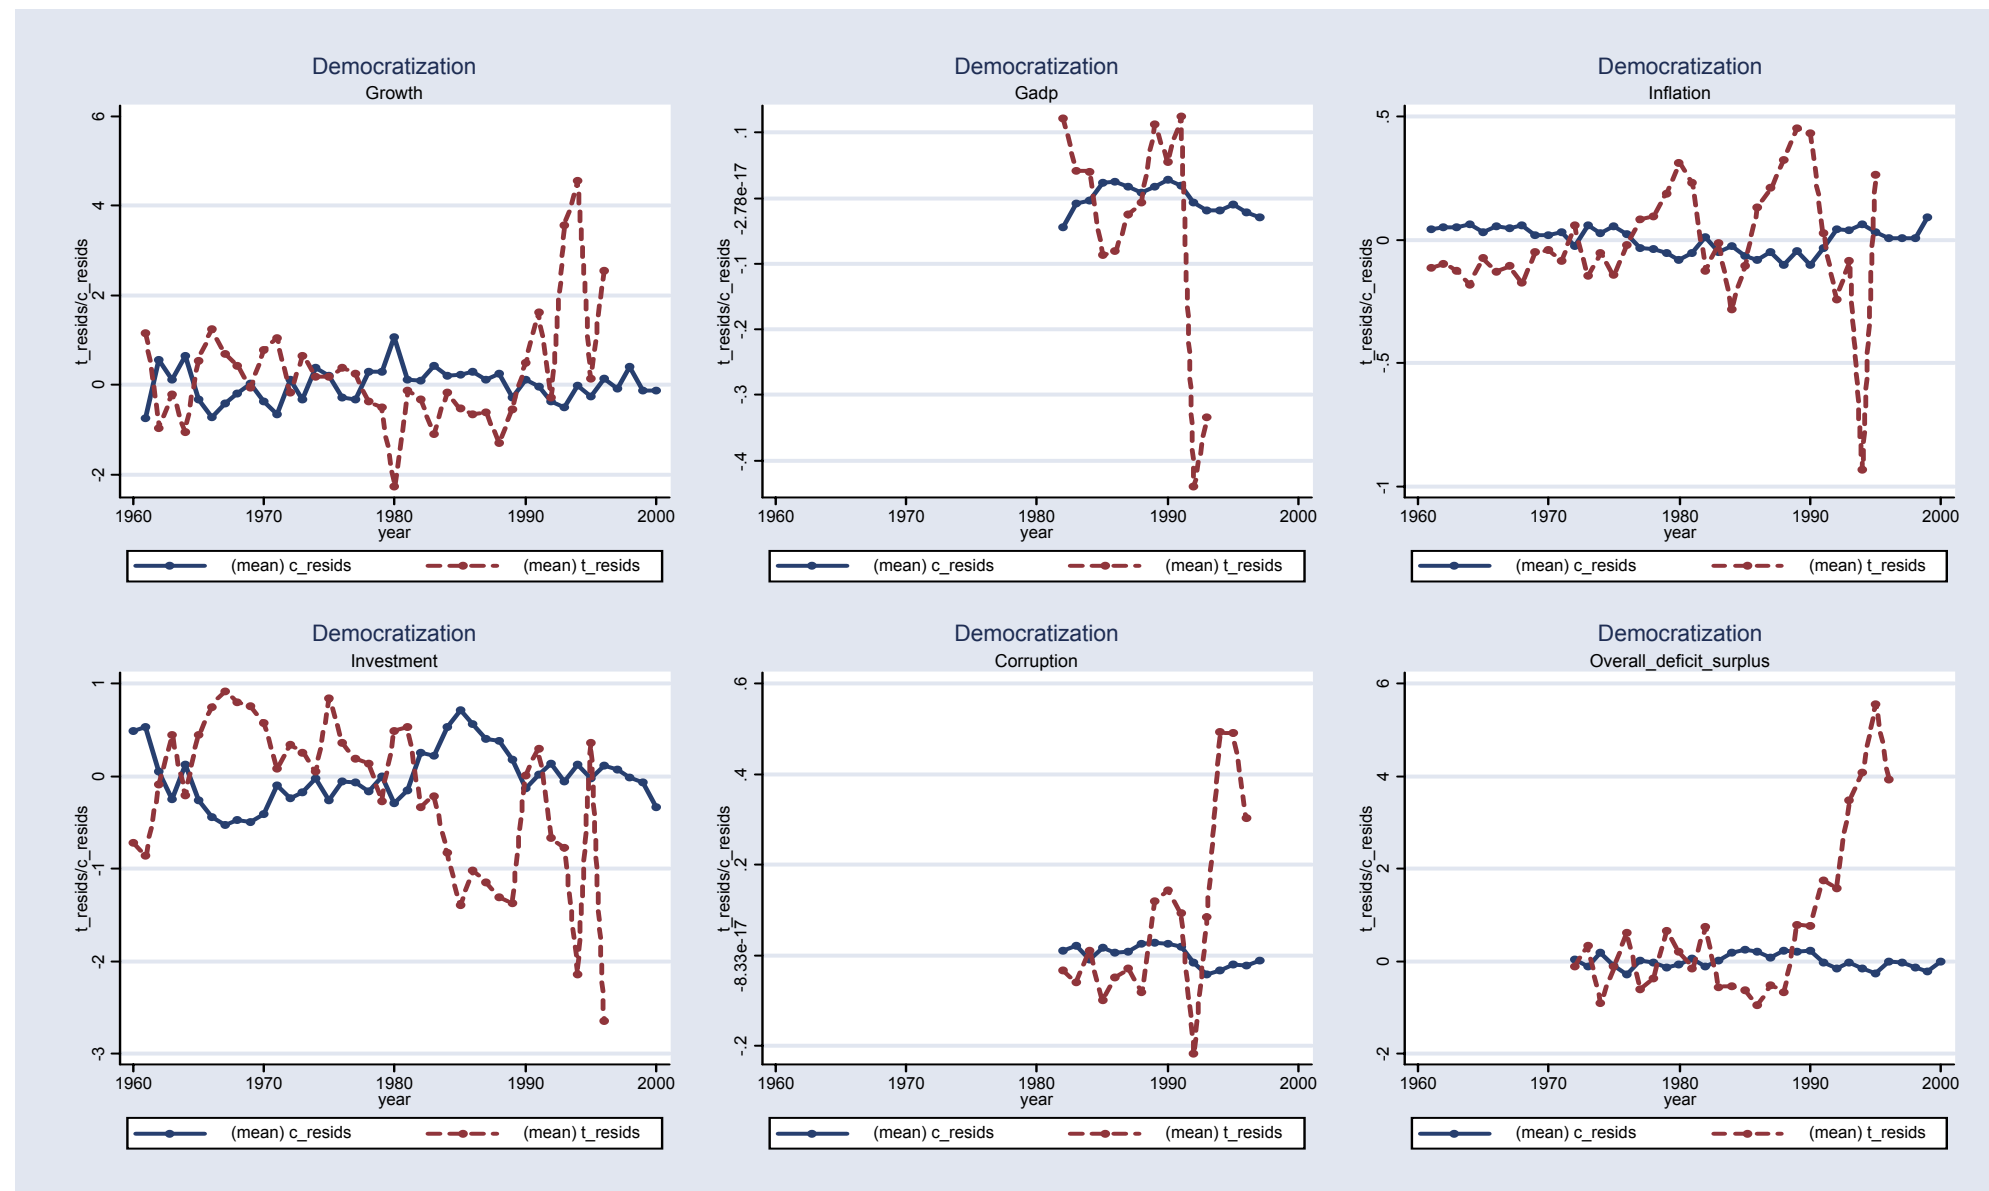 Democratization
Growth
t_resids/c_resids
6
4
2
0
-2
1960 1970 1980 1990 2000
year
(mean) c_resids (mean) t_resids
Democratization
Gadp
t_resids/c_resids
.1
-2.78e-17
-.1
-.2
-.3
-.4
1960 1970 1980 1990 2000
year
(mean) c_resids (mean) t_resids
Democratization
Inflation
t_resids/c_resids
.5
0
-.5
-1
1960 1970 1980 1990 2000
year
(mean) c_resids (mean) t_resids
Democratization
Investment
t_resids/c_resids
1
0
-1
-2
-3
1960 1970 1980 1990 2000
year
(mean) c_resids (mean) t_resids
Democratization
Corruption
t_resids/c_resids
.6
.4
.2
-8.33e-17
-.2
1960 1970 1980 1990 2000
year
(mean) c_resids (mean) t_resids
Democratization
Overall_deficit_surplus
t_resids/c_resids
6
4
2
0
-2
1960 1970 1980 1990 2000
year
(mean) c_resids (mean) t_resids